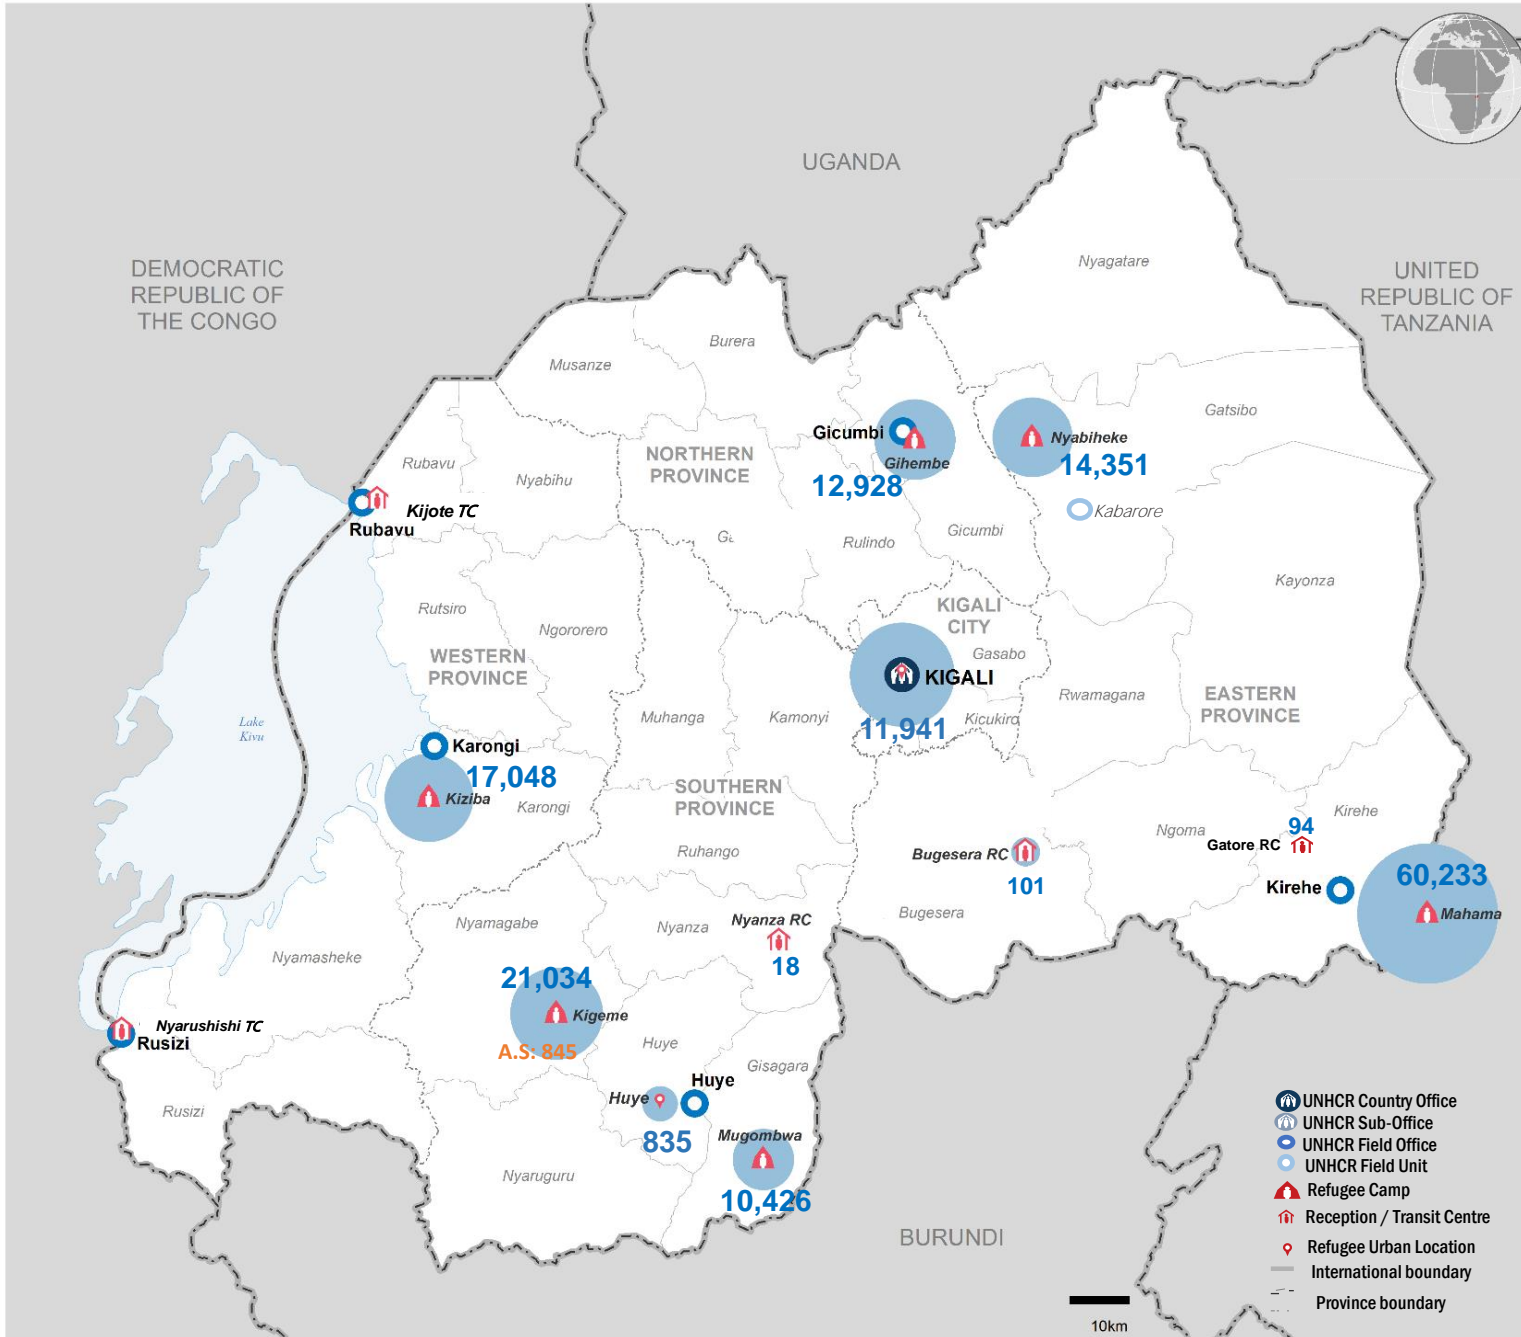 UGANDA
DEMOCRATIC
REPUBLIC OF
THE CONGO
UNITED
REPUBLIC OF
TANZANIA
Nyagatare
Burera
Musanze
Gatsibo
Gicumbi
Gihembe
12,928
Nyabiheke
14,351
Kabarore
NORTHERN
PROVINCE
Rubavu
Nyabihu
Kijote TC
Rubavu
Rulindo
Gicumbi
Kayonza
Rutsiro
Ngororero
KIGALI
CITY
Gasabo
WESTERN
PROVINCE
KIGALI
11,941
Kicukiro
Rwamagana
EASTERN
PROVINCE
Muhanga
Kamonyi
Lake
Kivu
Karongi
17,048
Kiziba
Karongi
SOUTHERN
PROVINCE
Ruhango
Bugesera RC
101
Bugesera
Ngoma
94
Gatore RC
Kirehe
Kirehe
60,233
Mahama
Nyamagabe
Nyanza
Nyanza RC
18
Nyamasheke
21,034
Kigeme
A.S: 845
Nyarushishi TC
Rusizi
Rusizi
Huye
Gisagara
Huye
Huye
835
Mugombwa
10,426
Nyaruguru
BURUNDI
UNHCR Country Office
UNHCR Sub-Office
UNHCR Field Office
UNHCR Field Unit
Refugee Camp
Reception / Transit Centre
Refugee Urban Location
International boundary
Province boundary
10km